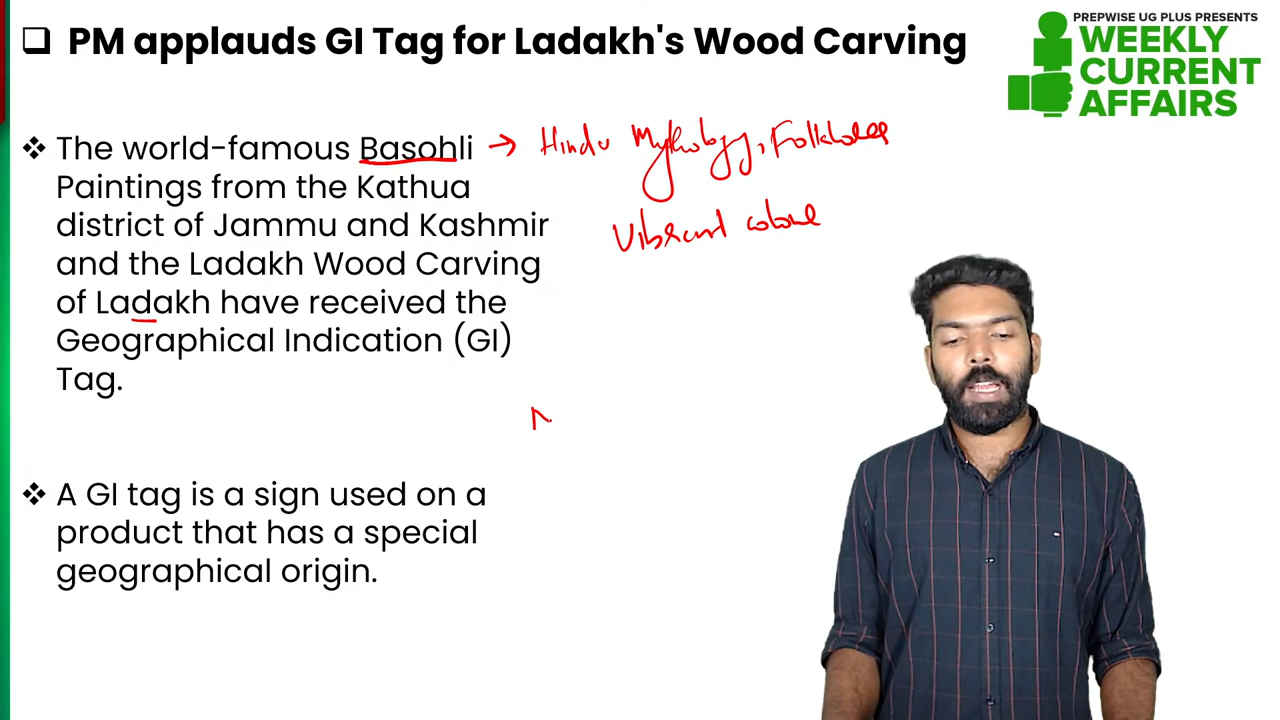 ❑ PM applauds GI Tag for Ladakh's Wood Carving
PREPWISE UG PLUS PRESENTS
WEEKLY
CURRENT
AFFAIRS
❖ The world-famous Basohli → Hindu Mythology, Folklores
Paintings from the Kathua
Vibrant colour
district of Jammu and Kashmir
and the Ladakh Wood Carving
of Ladakh have received the
Geographical Indication (GI)
Tag.
❖ A GI tag is a sign used on a
product that has a special
geographical origin.